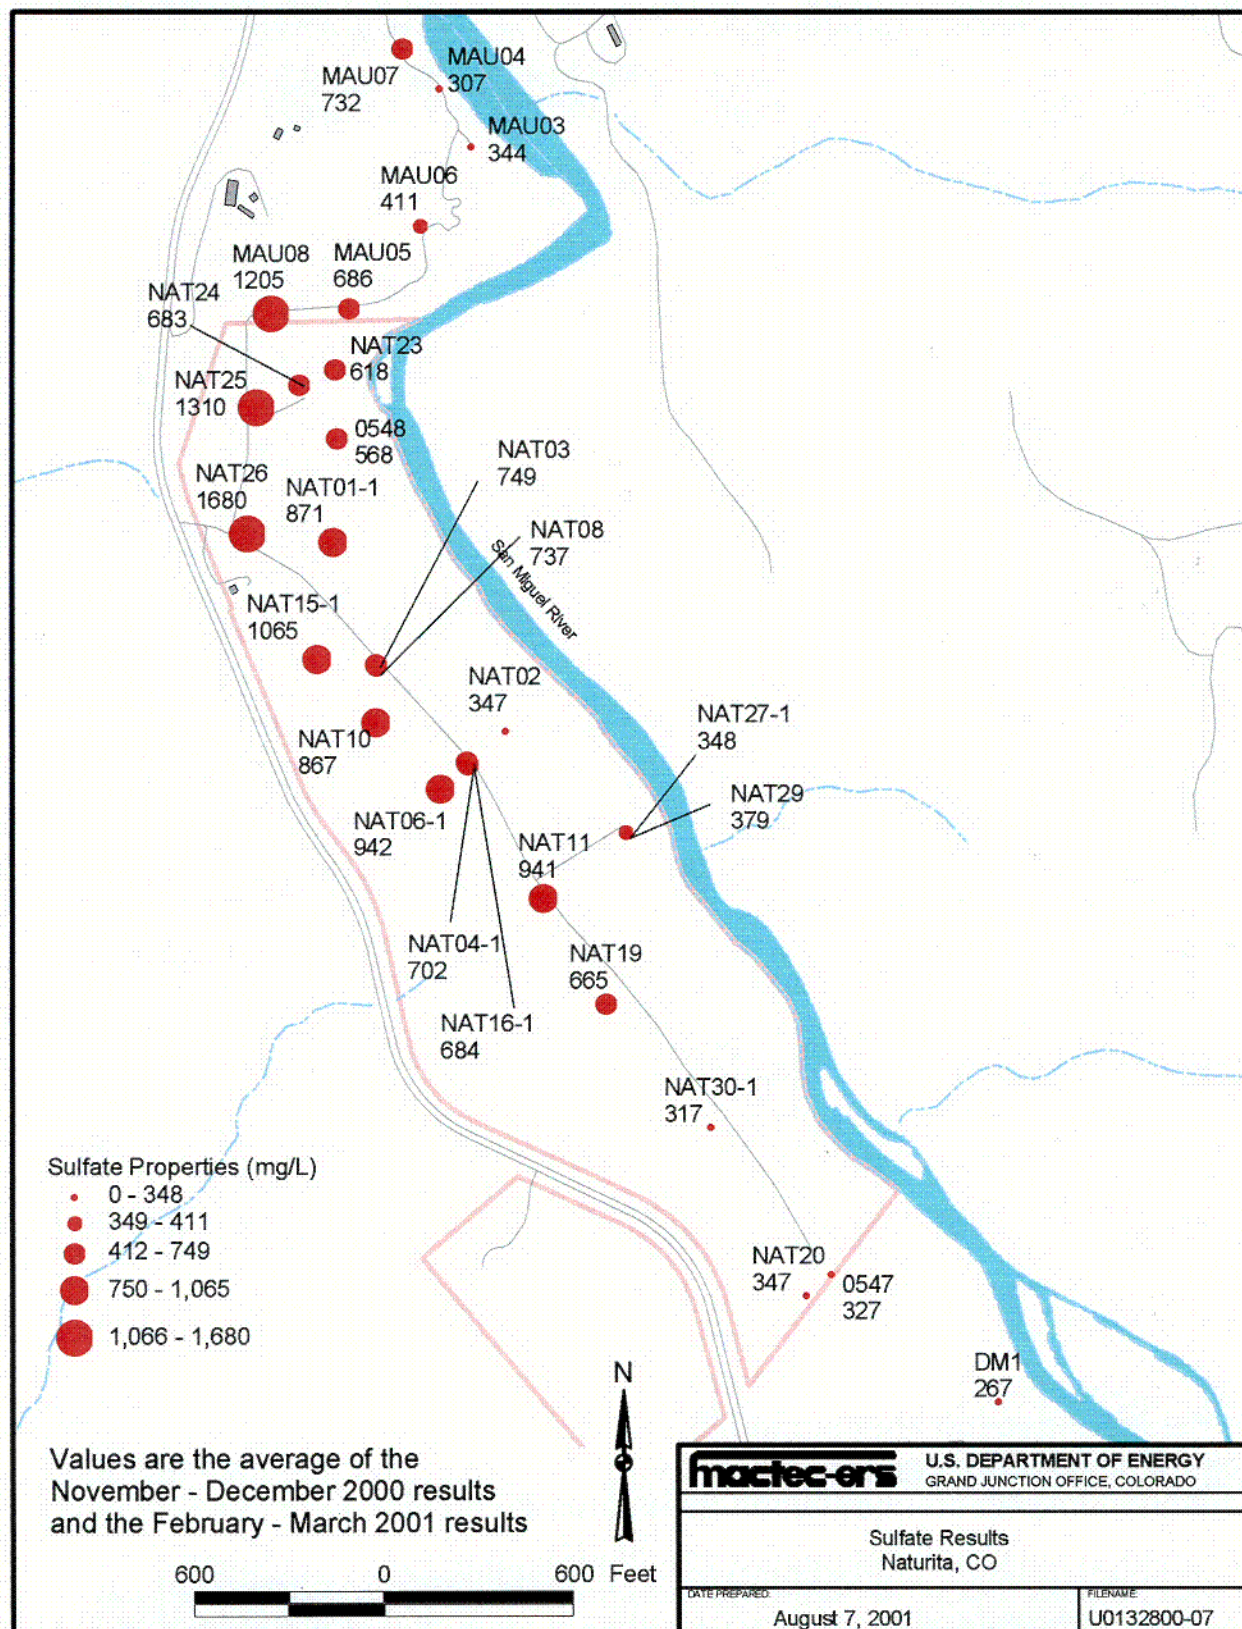 MAU04
307
MAU07
732
MAU03
344
MAU06
411
MAU08
1205
MAU05
686
NAT24
683
NAT23
618
NAT25
1310
0548
568
NAT03
749
NAT26
1680
NAT01-1
871
NAT08
737
San Miguel River
NAT15-1
1065
NAT02
347
NAT27-1
348
NAT10
867
NAT29
379
NAT06-1
942
NAT11
941
NAT04-1
702
NAT19
665
NAT16-1
684
NAT30-1
317
Sulfate Properties (mg/L)
0 - 348
349 - 411
412 - 749
750 - 1,065
1,066 - 1,680
NAT20
347
0547
327
DM1
267
N
Values are the average of the
November - December 2000 results
and the February - March 2001 results
600 0 600 Feet
mactec-ers
U.S. DEPARTMENT OF ENERGY
GRAND JUNCTION OFFICE, COLORADO
Sulfate Results
Naturita, CO
DATE PREPARED:
August 7, 2001
FILENAME:
U0132800-07